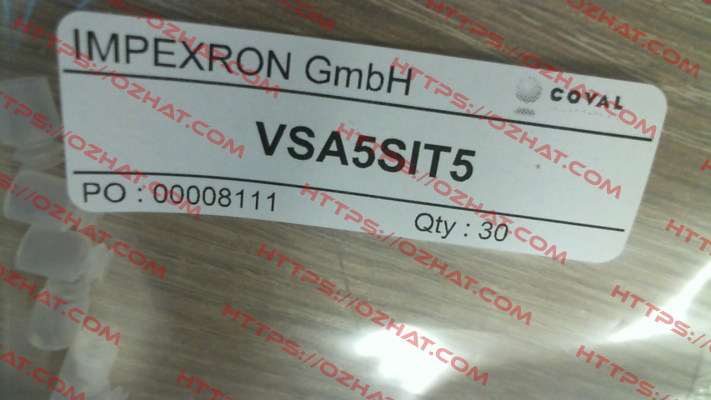 IMPEXRON GmbH
COVAL
VSA5SIT5
PO : 00008111
Qty : 30
HTTPS://OZHAT.COM